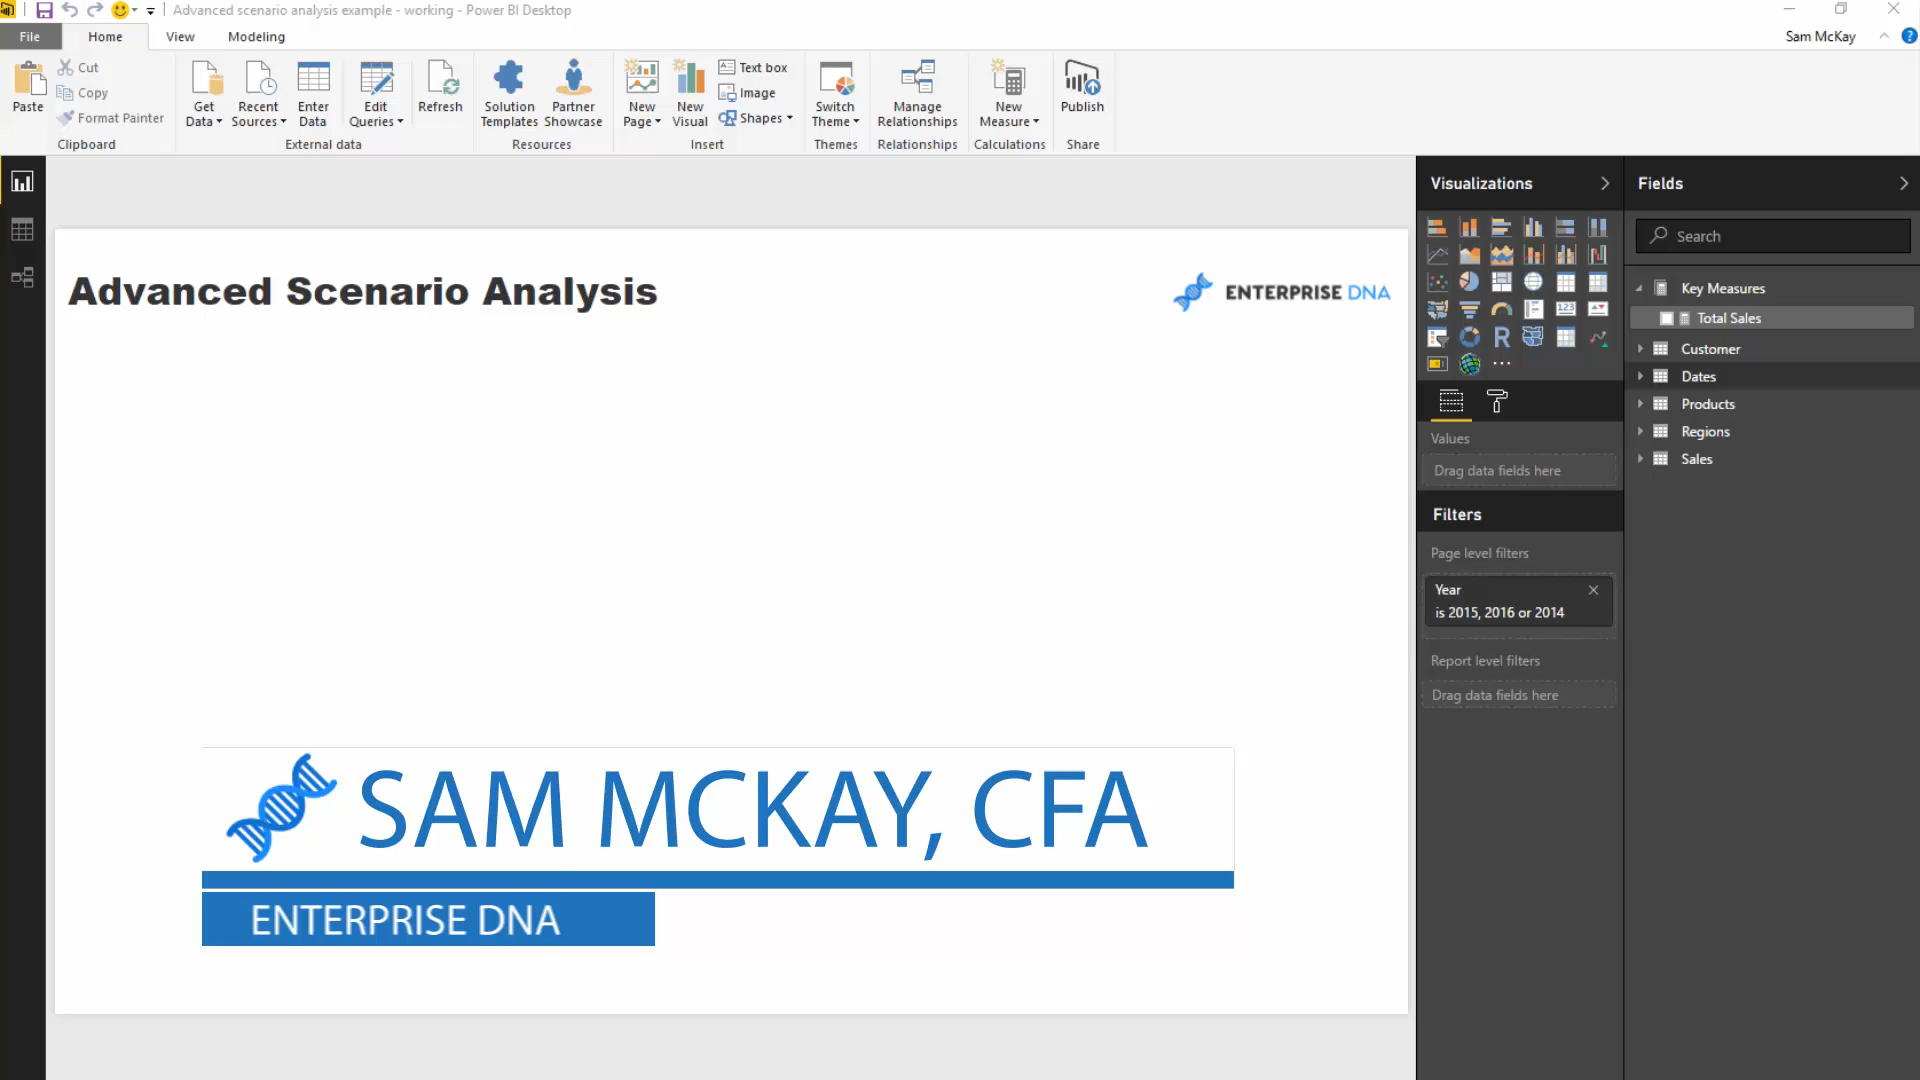 Advanced scenario analysis example - working - Power BI Desktop
File Home View Modeling
Sam McKay
Paste
Cut
Copy
Format Painter
Clipboard
Get Data
Recent Sources
Enter Data
Edit Queries
Refresh
External data
Solution Templates
Partner Showcase
Resources
New Page
New Visual
Text box
Image
Shapes
Insert
Switch Theme
Themes
Manage Relationships
Relationships
New Measure
Calculations
Publish
Share
Advanced Scenario Analysis
ENTERPRISE DNA
SAM MCKAY, CFA
ENTERPRISE DNA
Visualizations
R
123
Values
Drag data fields here
Filters
Page level filters
Year
is 2015, 2016 or 2014
Report level filters
Drag data fields here
Fields
Search
Key Measures
Total Sales
Customer
Dates
Products
Regions
Sales